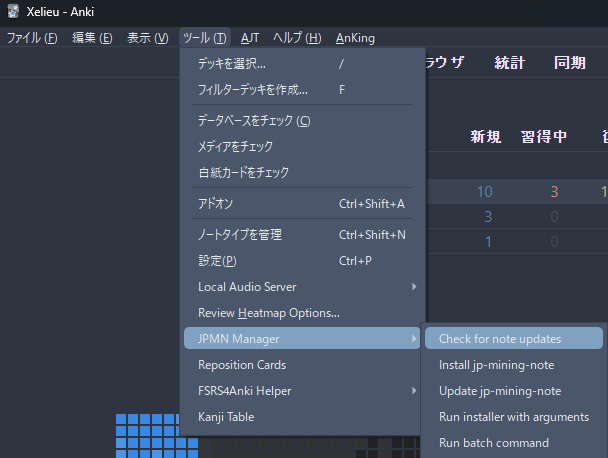 Xelieu - Anki
ファイル (F) 編集 (E) 表示 (V) ツール (T) AJT ヘルプ (H) AnKing
デッキを選択... /
フィルターデッキを作成... F
データベースをチェック (C)
メディアをチェック
白紙カードをチェック
アドオン Ctrl+Shift+A
ノートタイプを管理 Ctrl+Shift+N
設定(P) Ctrl+P
Local Audio Server
Review Heatmap Options...
JPMN Manager
Reposition Cards
FSRS4Anki Helper
Kanji Table
Check for note updates
Install jp-mining-note
Update jp-mining-note
Run installer with arguments
Run batch command
ラウザ 統計 同期
新規 習得中
10 3 1
3 0
1 0